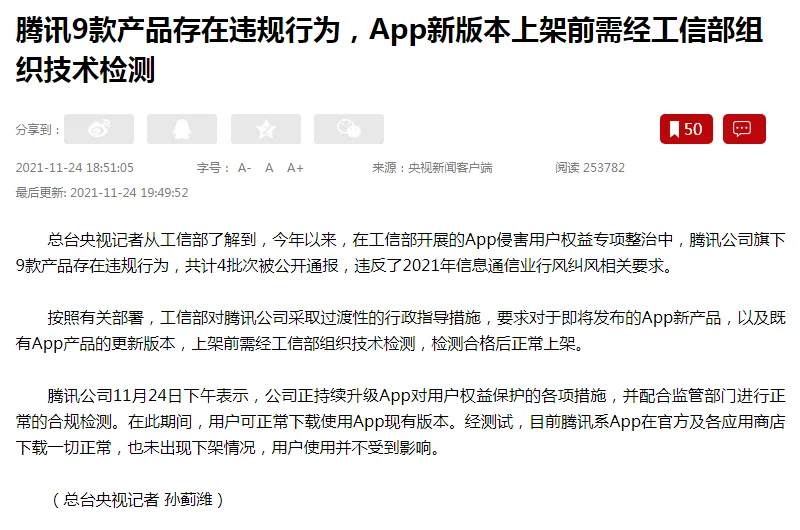 腾讯9款产品存在违规行为，App新版本上架前需经工信部组
织技术检测
分享到：
50
2021-11-24 18:51:05 字号： A- A A+ 来源：央视新闻客户端 阅读 253782
最后更新: 2021-11-24 19:49:52
总台央视记者从工信部了解到，今年以来，在工信部开展的App侵害用户权益专项整治中，腾讯公司旗下
9款产品存在违规行为，共计4批次被公开通报，违反了2021年信息通信业行风纠风相关要求。
按照有关部署，工信部对腾讯公司采取过渡性的行政指导措施，要求对于即将发布的App新产品，以及既
有App产品的更新版本，上架前需经工信部组织技术检测，检测合格后正常上架。
腾讯公司11月24日下午表示，公司正持续升级App对用户权益保护的各项措施，并配合监管部门进行正
常的合规检测。在此期间，用户可正常下载使用App现有版本。经测试，目前腾讯系App在官方及各应用商店
下载一切正常，也未出现下架情况，用户使用并不受到影响。
（总台央视记者 孙蓟潍）